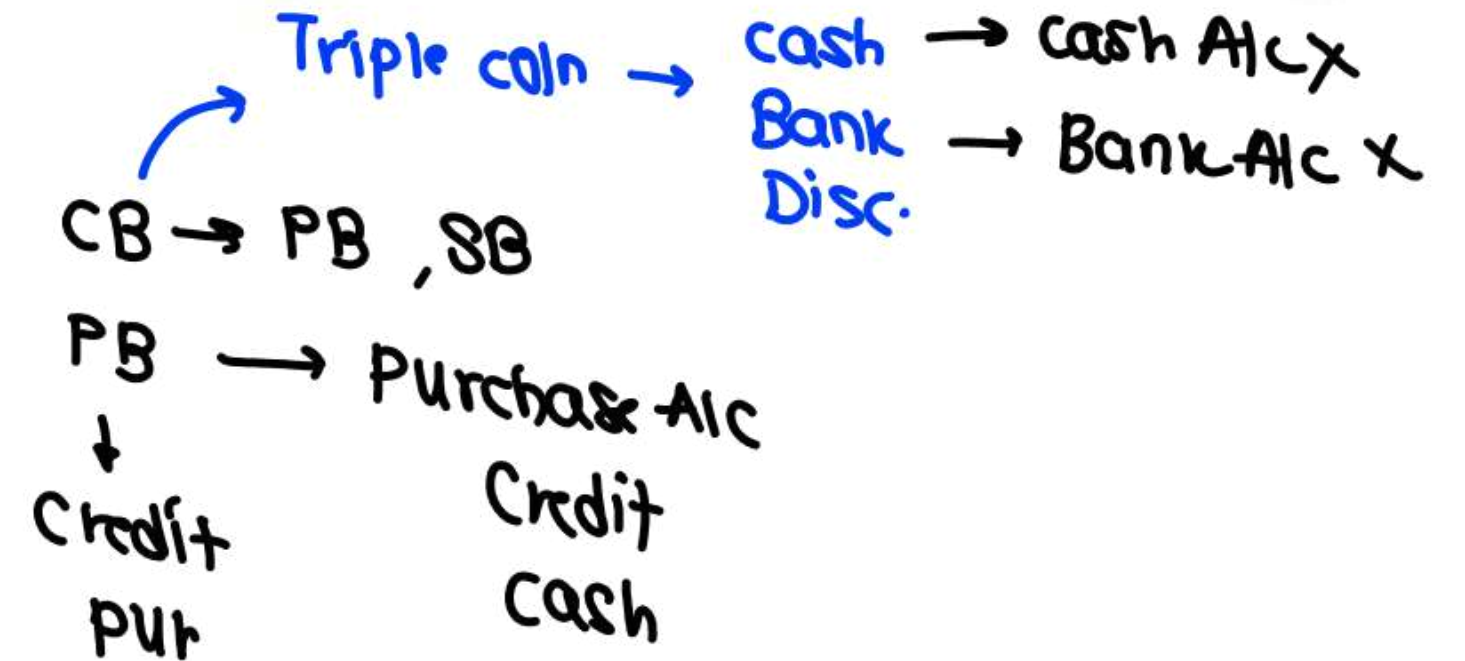 Triple coln → cash → cash A/c X
Bank → Bank A/c X
Disc.
CB → PB , SB
PB → Purchase A/c
↓
Credit Credit
pur cash